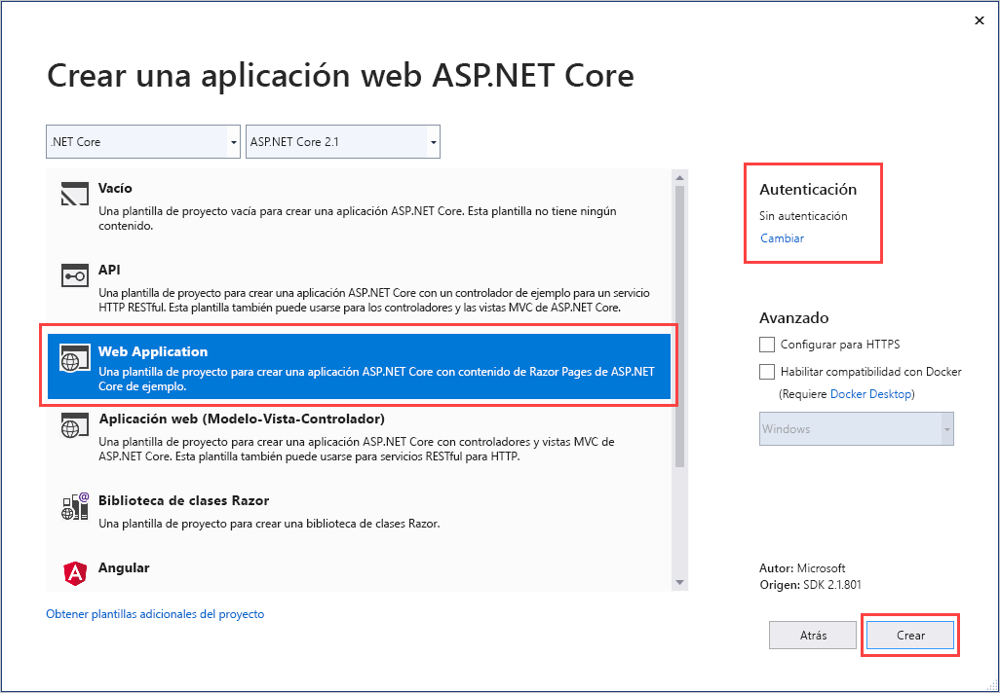 Crear una aplicación web ASP.NET Core
.NET Core
ASP.NET Core 2.1
Vacío
Una plantilla de proyecto vacía para crear una aplicación ASP.NET Core. Esta plantilla no tiene ningún
contenido.
API
Una plantilla de proyecto para crear una aplicación ASP.NET Core con un controlador de ejemplo para un servicio
HTTP RESTful. Esta plantilla también puede usarse para los controladores y las vistas MVC de ASP.NET Core.
Web Application
Una plantilla de proyecto para crear una aplicación ASP.NET Core con contenido de Razor Pages de ASP.NET
Core de ejemplo.
Aplicación web (Modelo-Vista-Controlador)
Una plantilla de proyecto para crear una aplicación ASP.NET Core con controladores y vistas MVC de
ASP.NET Core. Esta plantilla también puede usarse para servicios RESTful para HTTP.
Biblioteca de clases Razor
Una plantilla de proyecto para crear una biblioteca de clases Razor.
Angular
Obtener plantillas adicionales del proyecto
Autenticación
Sin autenticación
Cambiar
Avanzado
Configurar para HTTPS
Habilitar compatibilidad con Docker
(Requiere Docker Desktop)
Windows
Autor: Microsoft
Origen: SDK 2.1.801
Atrás
Crear